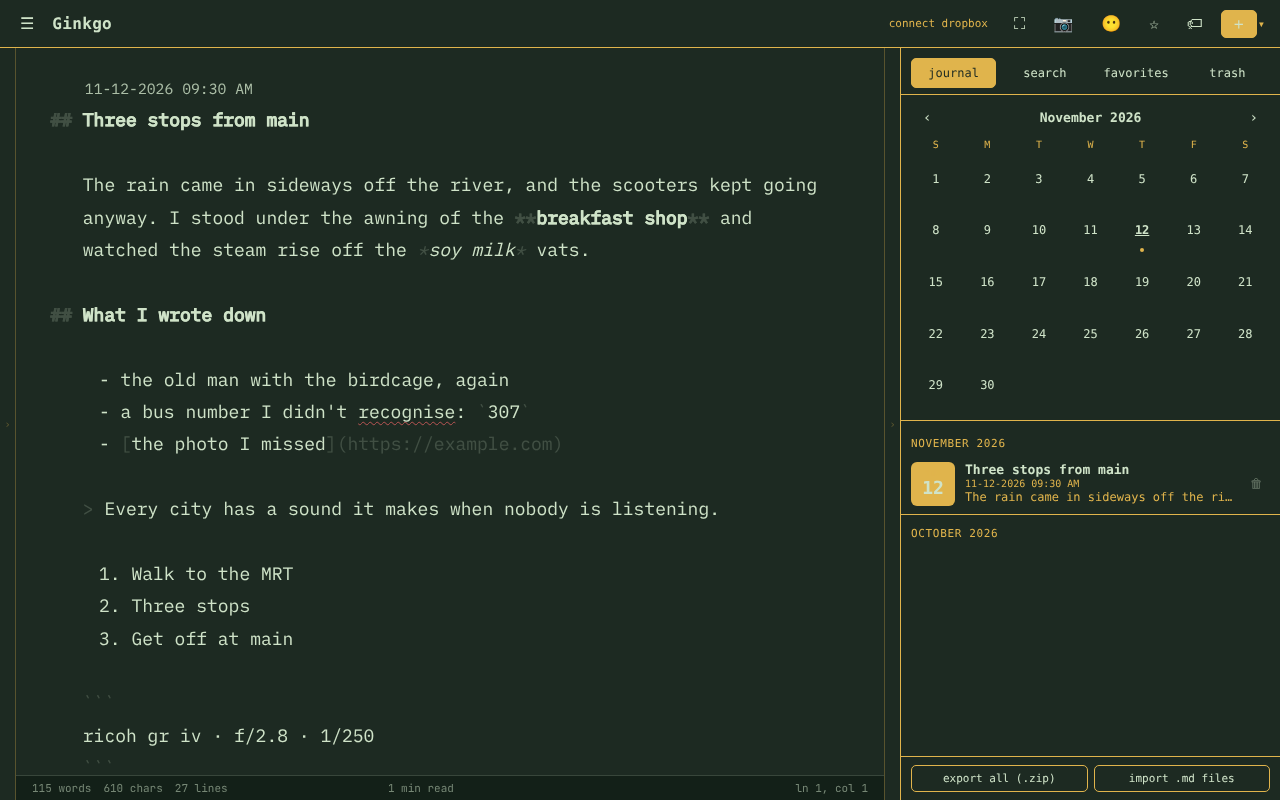 ☰ Ginkgo
connect dropbox
+
11-12-2026 09:30 AM
## Three stops from main
The rain came in sideways off the river, and the scooters kept going
anyway. I stood under the awning of the **breakfast shop** and
watched the steam rise off the *soy milk* vats.
## What I wrote down
- the old man with the birdcage, again
- a bus number I didn't recognise: `307`
- [the photo I missed](https://example.com)
> Every city has a sound it makes when nobody is listening.
1. Walk to the MRT
2. Three stops
3. Get off at main
```
ricoh gr iv · f/2.8 · 1/250
```
115 words 610 chars 27 lines
1 min read
ln 1, col 1
journal search favorites trash
‹ November 2026 ›
S M T W T F S
1 2 3 4 5 6 7
8 9 10 11 12 13 14
15 16 17 18 19 20 21
22 23 24 25 26 27 28
29 30
NOVEMBER 2026
12
Three stops from main
11-12-2026 09:30 AM
The rain came in sideways off the ri…
OCTOBER 2026
export all (.zip)
import .md files